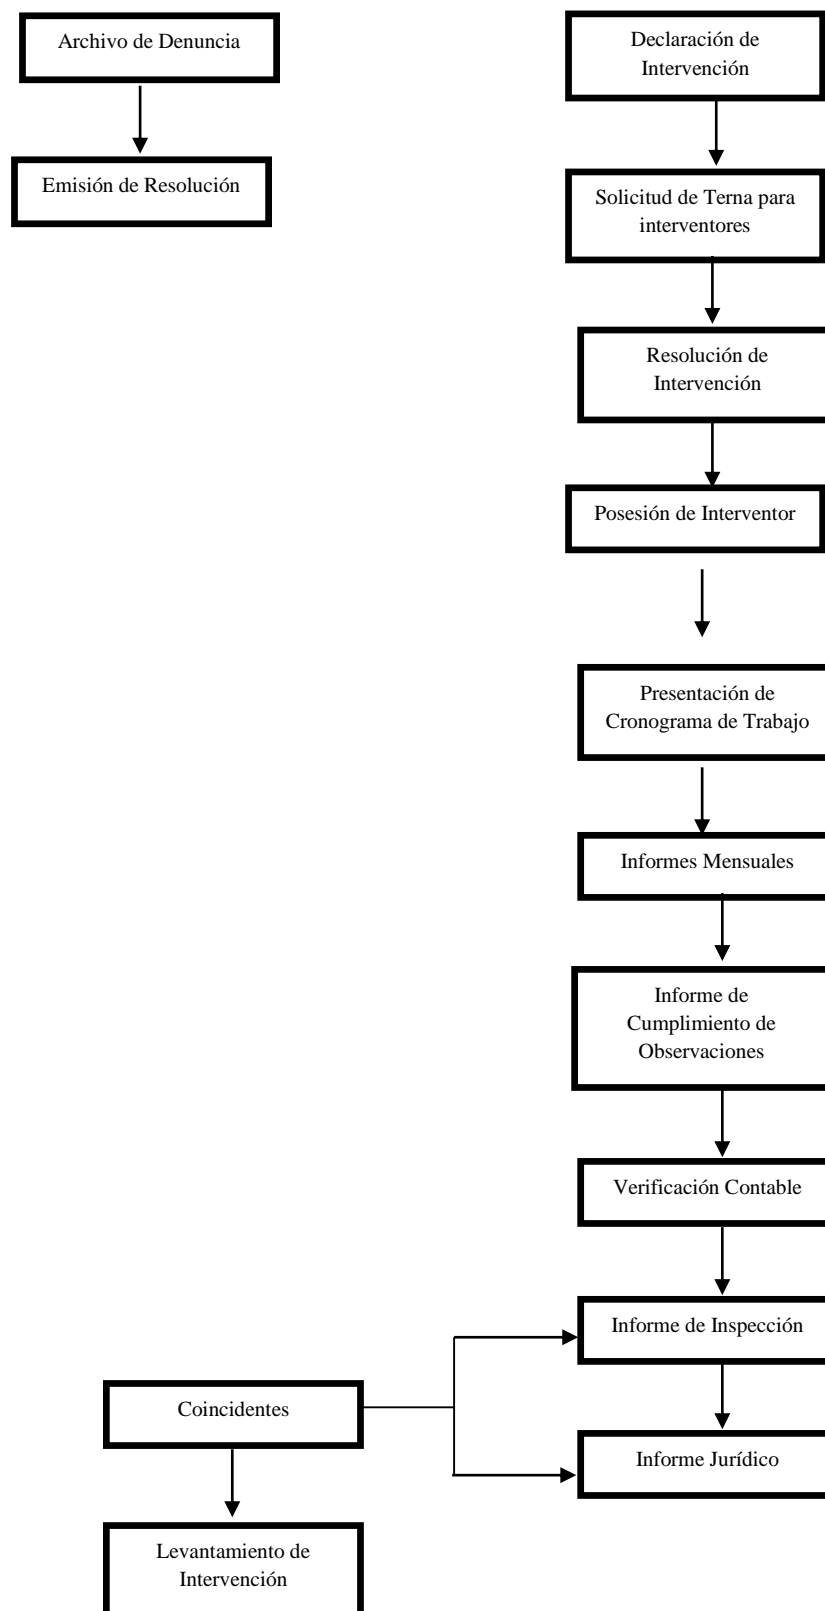 Archivo de Denuncia
Emisión de Resolución
Declaración de
Intervención
Solicitud de Terna para
interventores
Resolución de
Intervención
Posesión de Interventor
Presentación de
Cronograma de Trabajo
Informes Mensuales
Informe de
Cumplimiento de
Observaciones
Verificación Contable
Informe de Inspección
Informe Jurídico
Coincidentes
Levantamiento de
Intervención